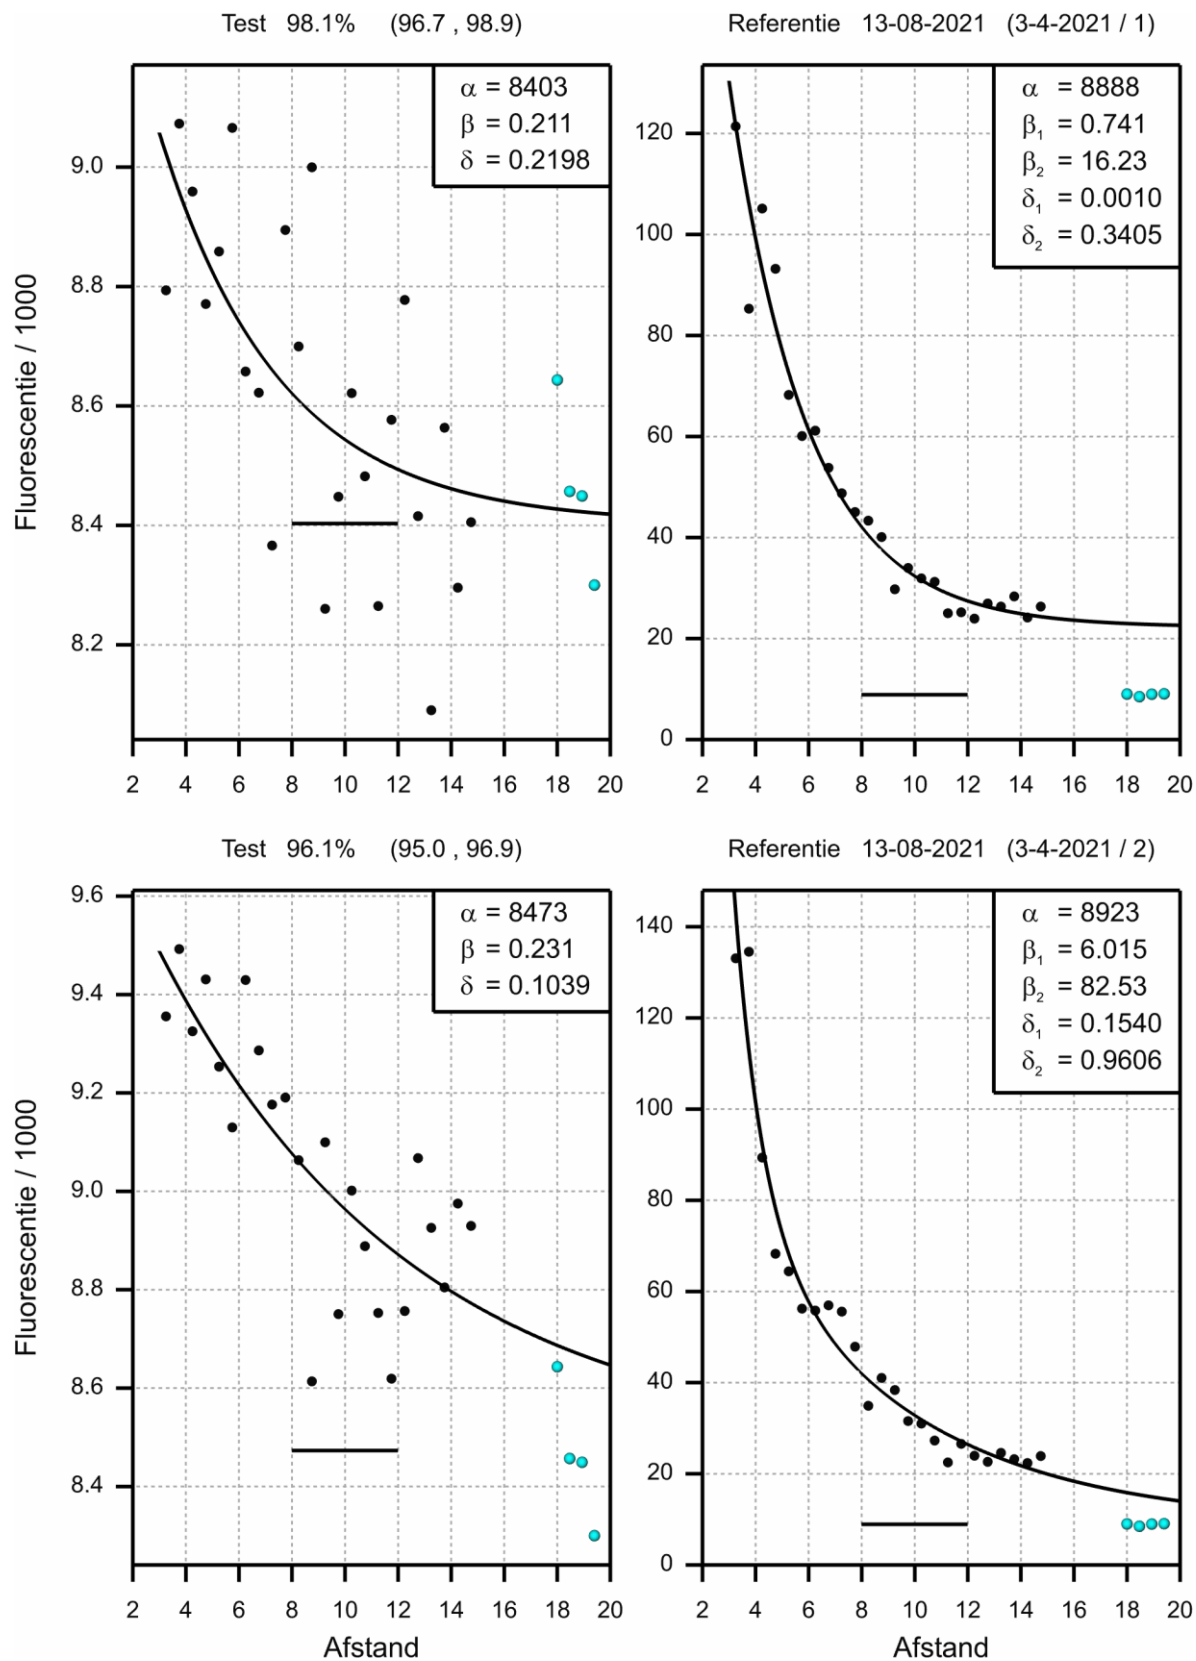 Test 98.1% (96.7 , 98.9)
α = 8403
β = 0.211
δ = 0.2198
Fluorescentie / 1000
9.0
8.8
8.6
8.4
8.2
2 4 6 8 10 12 14 16 18 20
Referentie 13-08-2021 (3-4-2021 / 1)
α = 8888
β1 = 0.741
β2 = 16.23
δ1 = 0.0010
δ2 = 0.3405
120
100
80
60
40
20
0
2 4 6 8 10 12 14 16 18 20
Test 96.1% (95.0 , 96.9)
α = 8473
β = 0.231
δ = 0.1039
Fluorescentie / 1000
9.6
9.4
9.2
9.0
8.8
8.6
8.4
2 4 6 8 10 12 14 16 18 20
Afstand
Referentie 13-08-2021 (3-4-2021 / 2)
α = 8923
β1 = 6.015
β2 = 82.53
δ1 = 0.1540
δ2 = 0.9606
140
120
100
80
60
40
20
0
2 4 6 8 10 12 14 16 18 20
Afstand